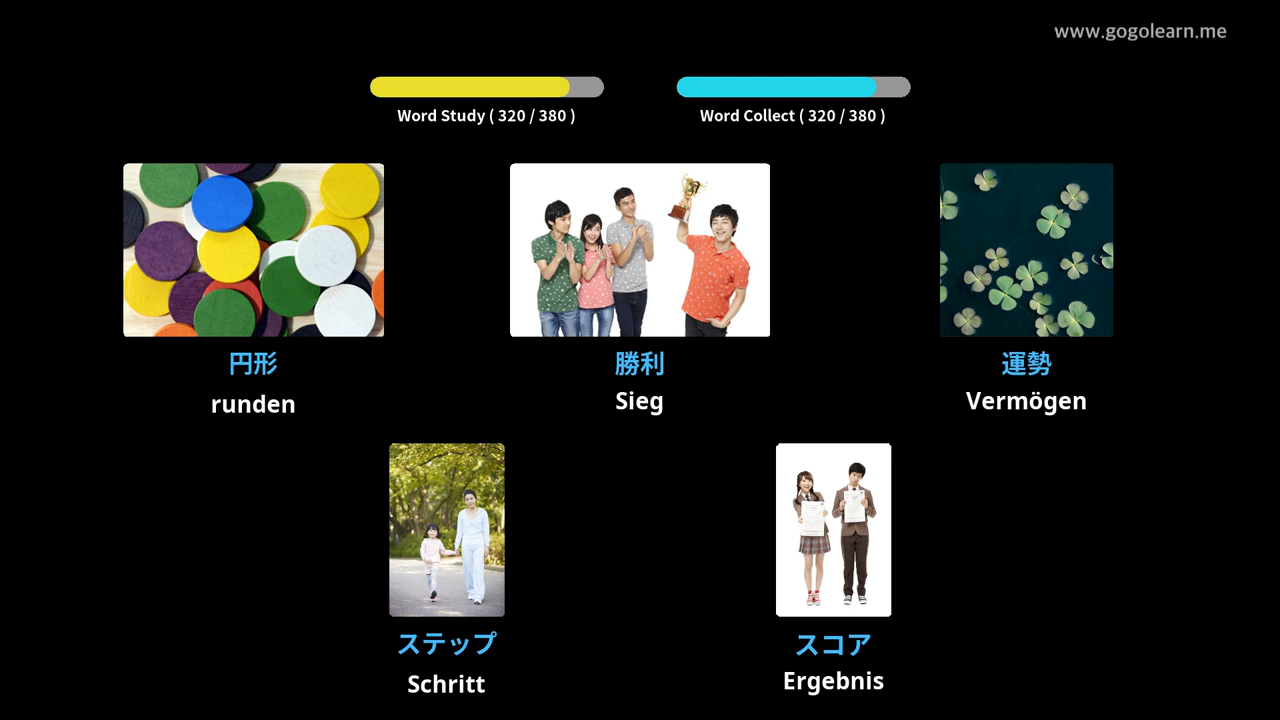 www.gogolearn.me
Word Study ( 320 / 380 )
Word Collect ( 320 / 380 )
円形
runden
勝利
Sieg
運勢
Vermögen
ステップ
Schritt
スコア
Ergebnis